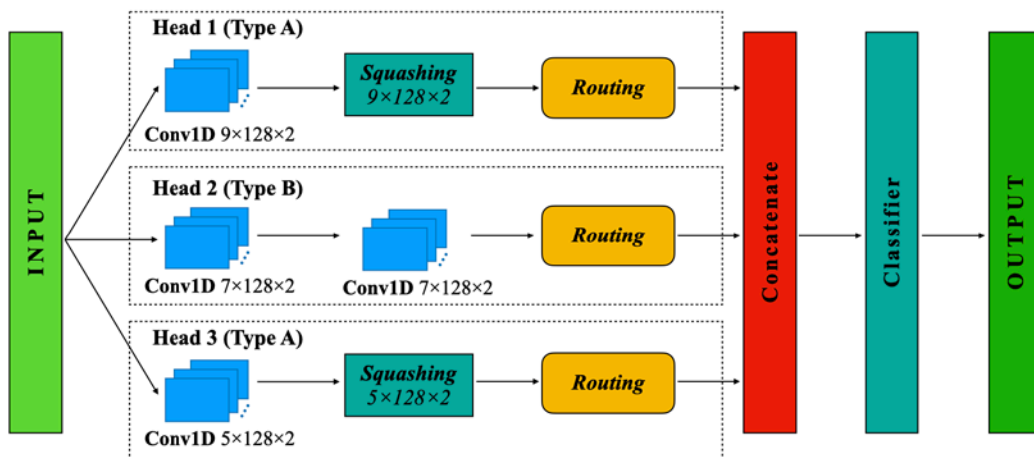 INPUT
Head 1 (Type A)
Conv1D 9×128×2
Squashing
9×128×2
Routing
Head 2 (Type B)
Conv1D 7×128×2
Conv1D 7×128×2
Routing
Head 3 (Type A)
Conv1D 5×128×2
Squashing
5×128×2
Routing
Concatenate
Classifier
OUTPUT